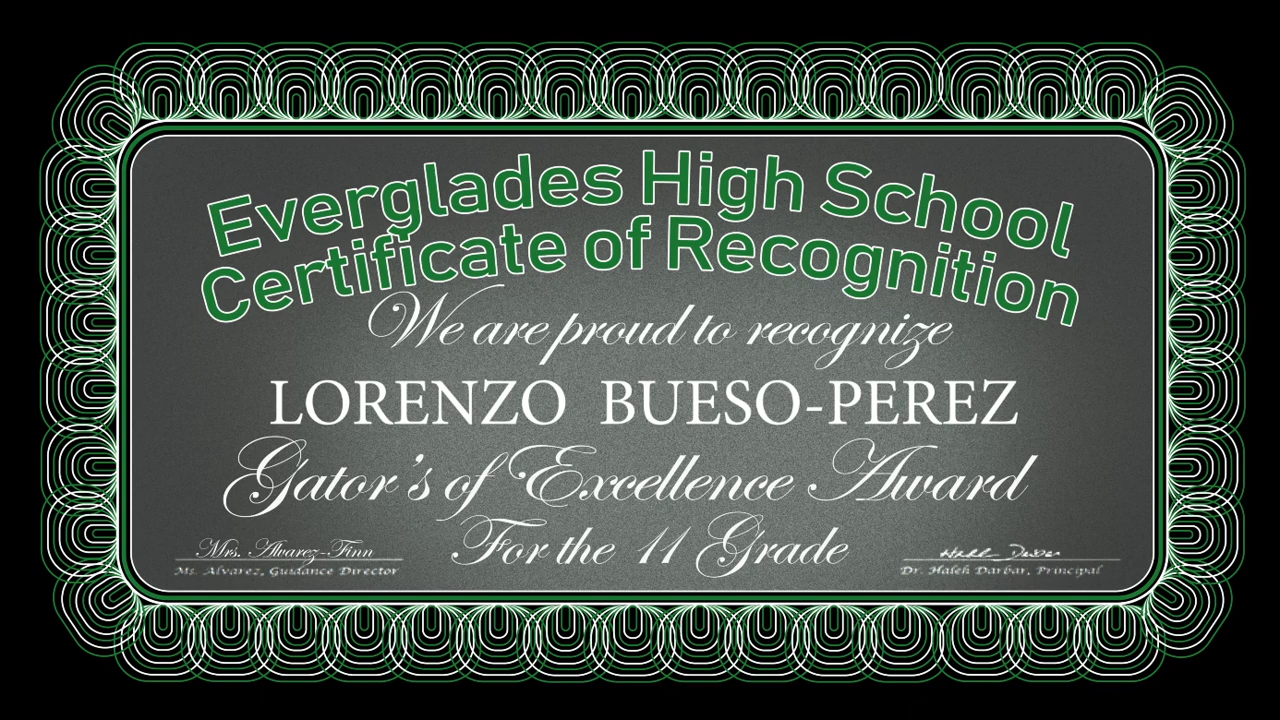 Everglades High School
Certificate of Recognition
We are proud to recognize
LORENZO BUESO-PEREZ
Gator's of Excellence Award
For the 11 Grade
Mrs. Alvarez-Finn
Ms. Alvarez, Guidance Director
Dr. Haleh Darbar, Principal